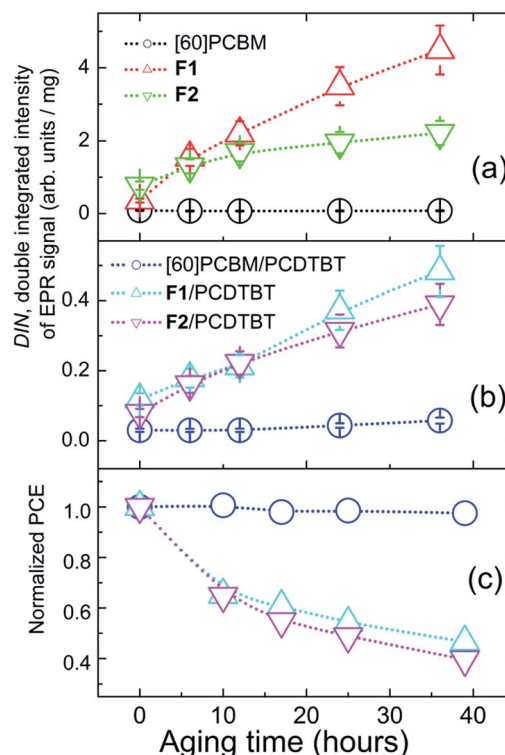 [60]PCBM
F1
F2
4
2
0
(a)
DIN, double integrated intensity
of EPR signal (arb. units / mg)
[60]PCBM/PCDTBT
F1/PCDTBT
F2/PCDTBT
0.4
0.2
0.0
(b)
1.0
0.8
0.6
0.4
(c)
Normalized PCE
0 10 20 30 40
Aging time (hours)